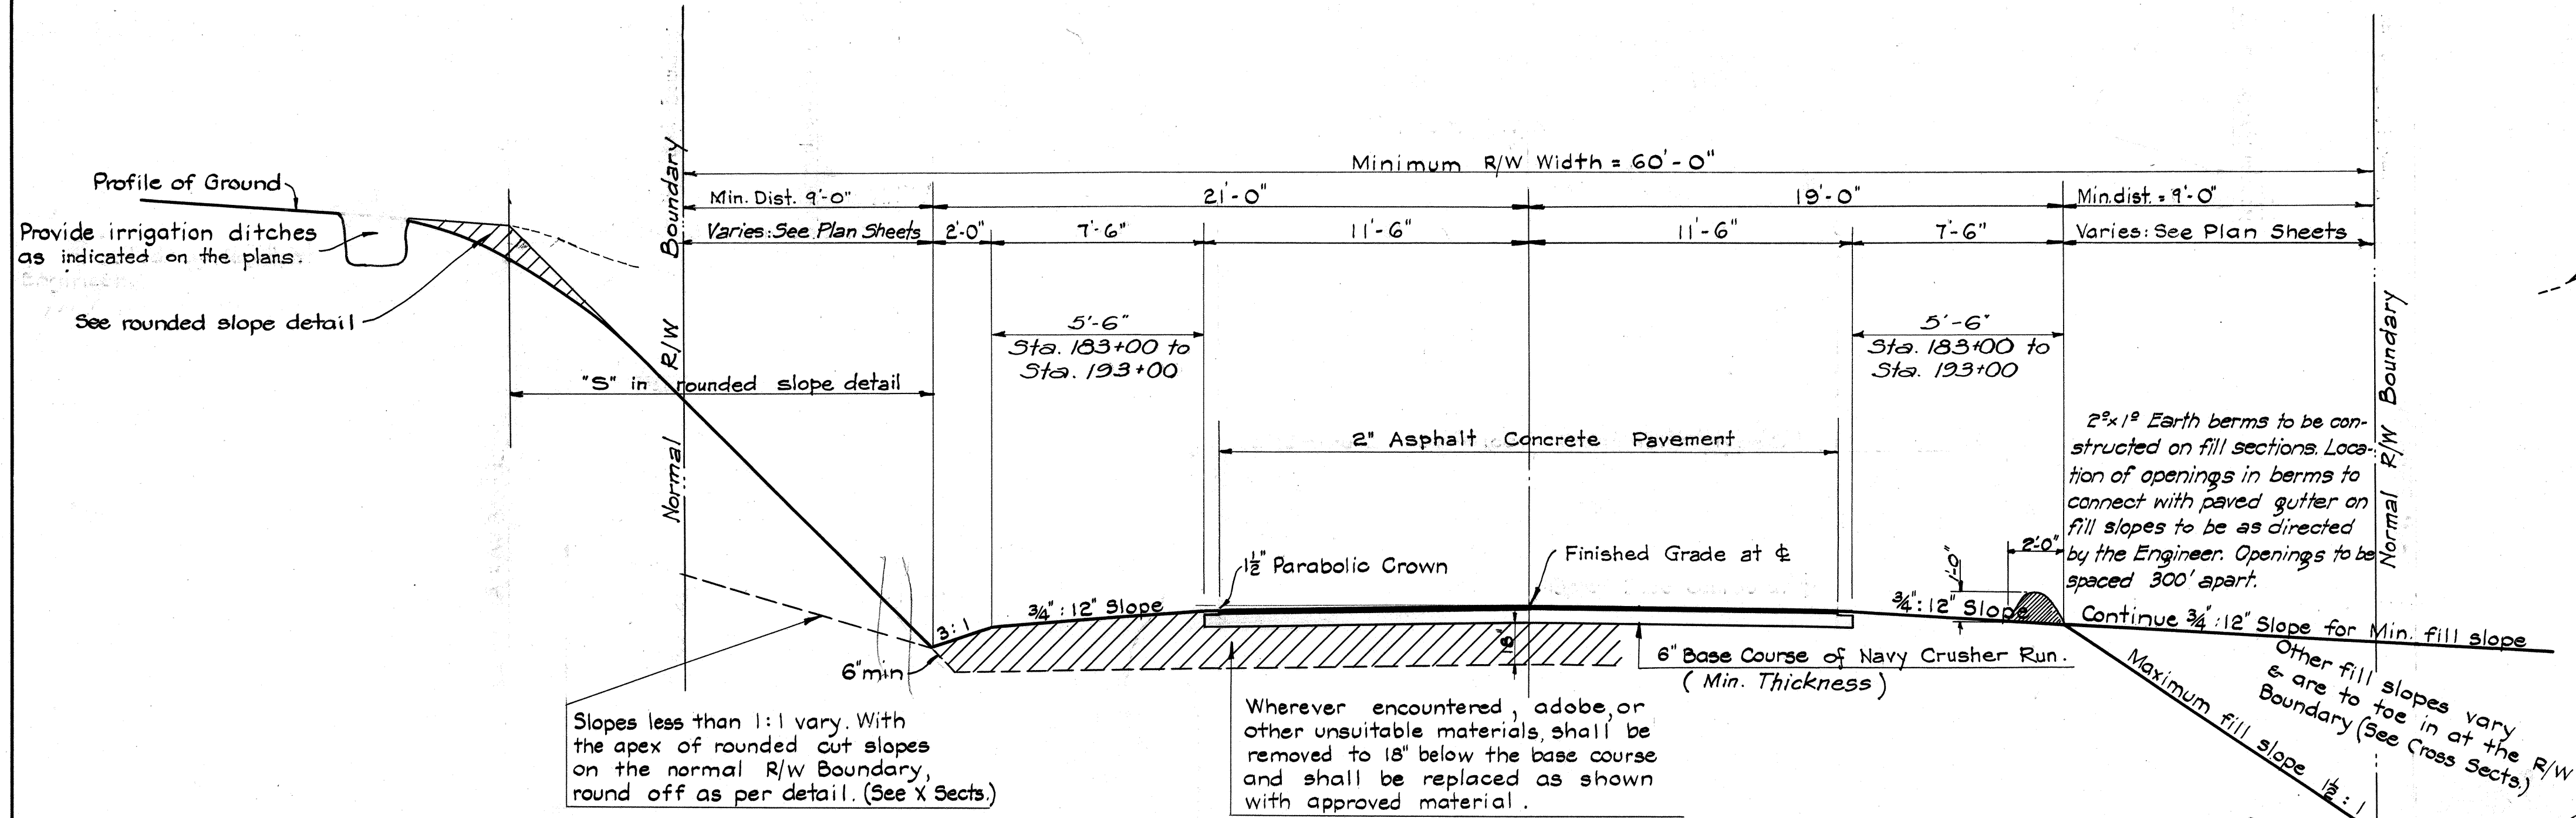 Minimum R/W Width = 60'-0"
Profile of Ground
Min. Dist. 9'-0"
21'-0"
19'-0"
Min. dist. = 9'-0"
Provide irrigation ditches
as indicated on the plans.
Varies: See Plan Sheets
2'-0"
7'-6"
11'-6"
11'-6"
7'-6"
Varies: See Plan Sheets
See rounded slope detail
Normal R/W Boundary
5'-6"
Sta. 183+00 to
Sta. 193+00
5'-6"
Sta. 183+00 to
Sta. 193+00
Normal R/W Boundary
"S" in rounded slope detail
2" Asphalt Concrete Pavement
2º x 1º Earth berms to be con-
structed on fill sections. Loca-
tion of openings in berms to
connect with paved gutter on
fill slopes to be as directed
by the Engineer. Openings to be
spaced 300' apart.
1½" Parabolic Crown
Finished Grade at ℄
1'-0"
2'-0"
3:1
¾" : 12" Slope
¾" : 12" Slope
Continue ¾" : 12" Slope for Min. fill slope
6" min
6" Base Course of Navy Crusher Run.
( Min. Thickness )
Maximum fill slope 1½ : 1
Other fill slopes vary
& are to toe in at the R/W
Boundary (See Cross Sects.)
Slopes less than 1:1 vary. With
the apex of rounded cut slopes
on the normal R/W Boundary,
round off as per detail. (See X Sects.)
Wherever encountered, adobe, or
other unsuitable materials, shall be
removed to 18" below the base course
and shall be replaced as shown
with approved material.